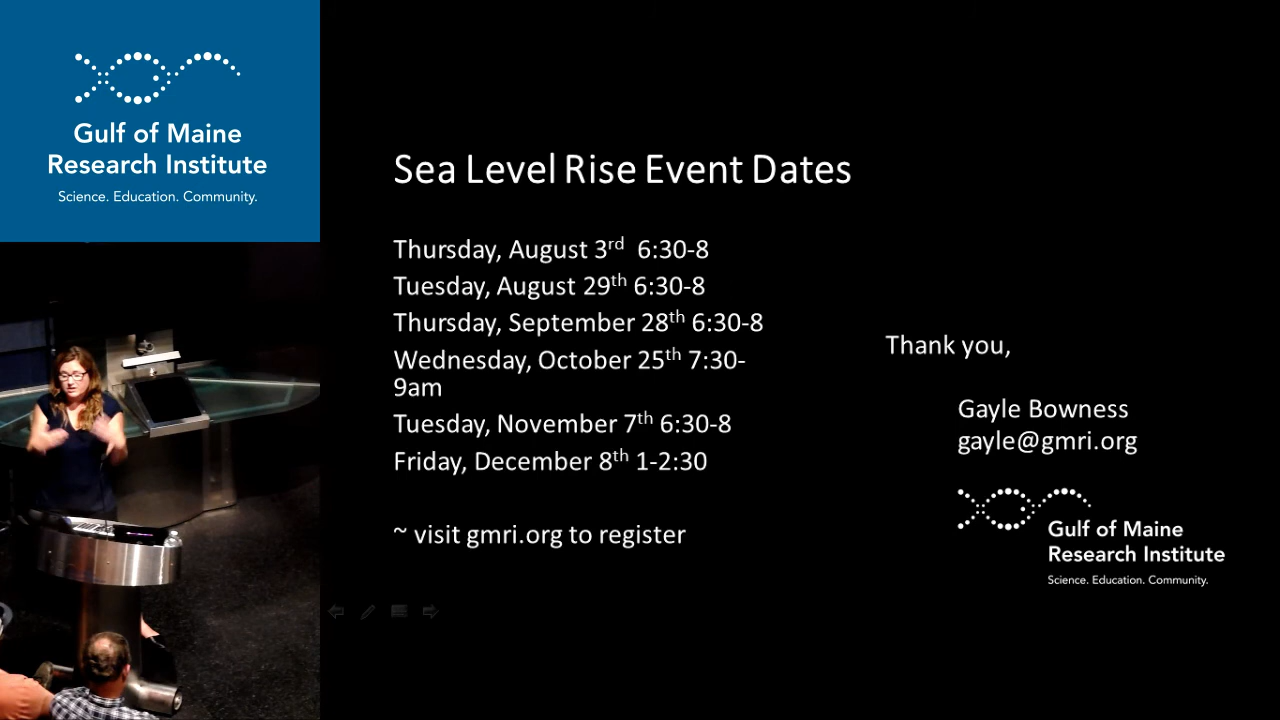 Gulf of Maine
Research Institute
Science. Education. Community.
Sea Level Rise Event Dates
Thursday, August 3rd 6:30-8
Tuesday, August 29th 6:30-8
Thursday, September 28th 6:30-8
Wednesday, October 25th 7:30-
9am
Tuesday, November 7th 6:30-8
Friday, December 8th 1-2:30
~ visit gmri.org to register
Thank you,
Gayle Bowness
gayle@gmri.org
Gulf of Maine
Research Institute
Science. Education. Community.